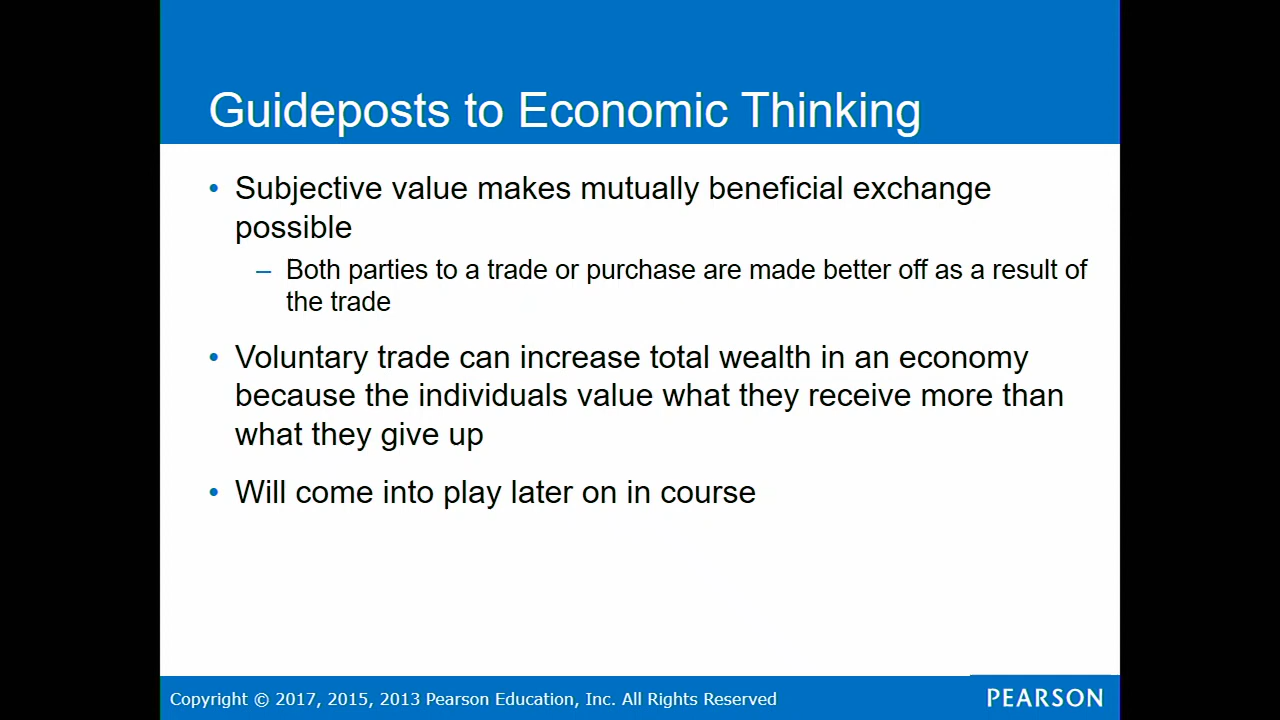 Guideposts to Economic Thinking
• Subjective value makes mutually beneficial exchange
possible
– Both parties to a trade or purchase are made better off as a result of
the trade
• Voluntary trade can increase total wealth in an economy
because the individuals value what they receive more than
what they give up
• Will come into play later on in course
Copyright © 2017, 2015, 2013 Pearson Education, Inc. All Rights Reserved
PEARSON